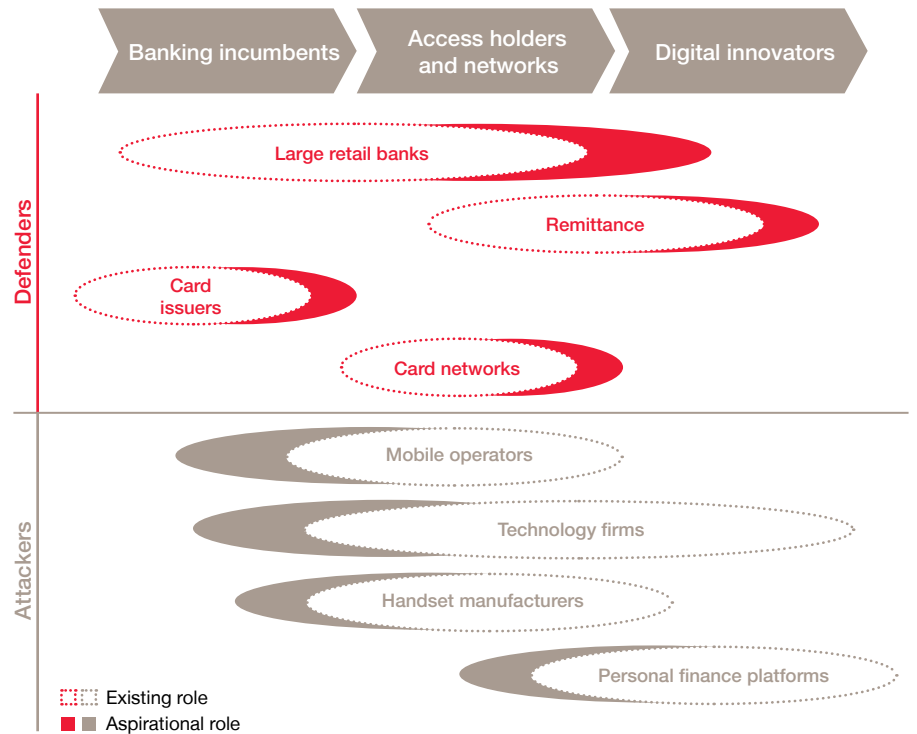 Banking incumbents
Access holders
and networks
Digital innovators
Defenders
Large retail banks
Remittance
Card
issuers
Card networks
Attackers
Mobile operators
Technology firms
Handset manufacturers
Personal finance platforms
Existing role
Aspirational role